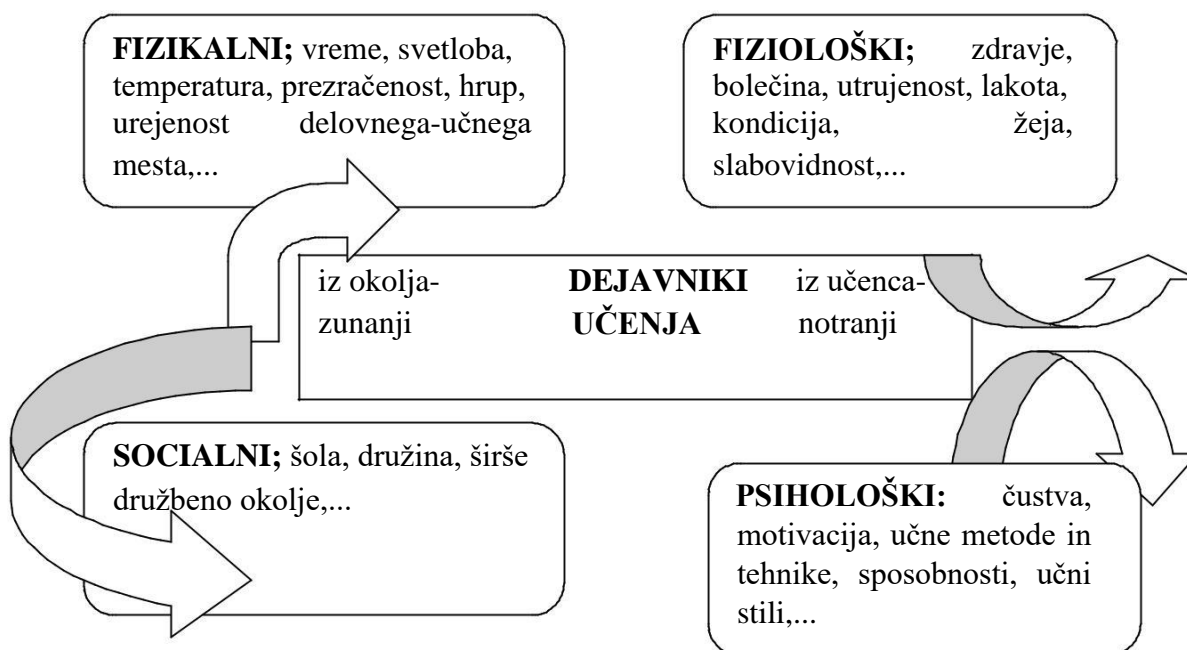 FIZIKALNI; vreme, svetloba,
temperatura, prezračenost, hrup,
urejenost delovnega-učnega
mesta,...
FIZIOLOŠKI; zdravje,
bolečina, utrujenost, lakota,
kondicija, žeja,
slabovidnost,...
iz okolja-
zunanji
DEJAVNIKI
UČENJA
iz učenca-
notranji
SOCIALNI; šola, družina, širše
družbeno okolje,...
PSIHOLOŠKI: čustva,
motivacija, učne metode in
tehnike, sposobnosti, učni
stili,...